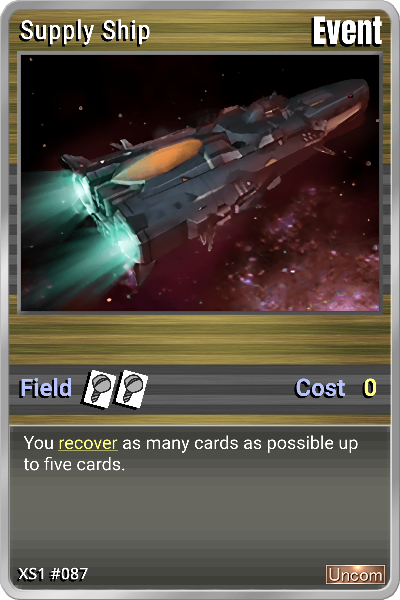 Supply Ship Event
Field Cost 0
You recover as many cards as possible up
to five cards.
XS1 #087 Uncom